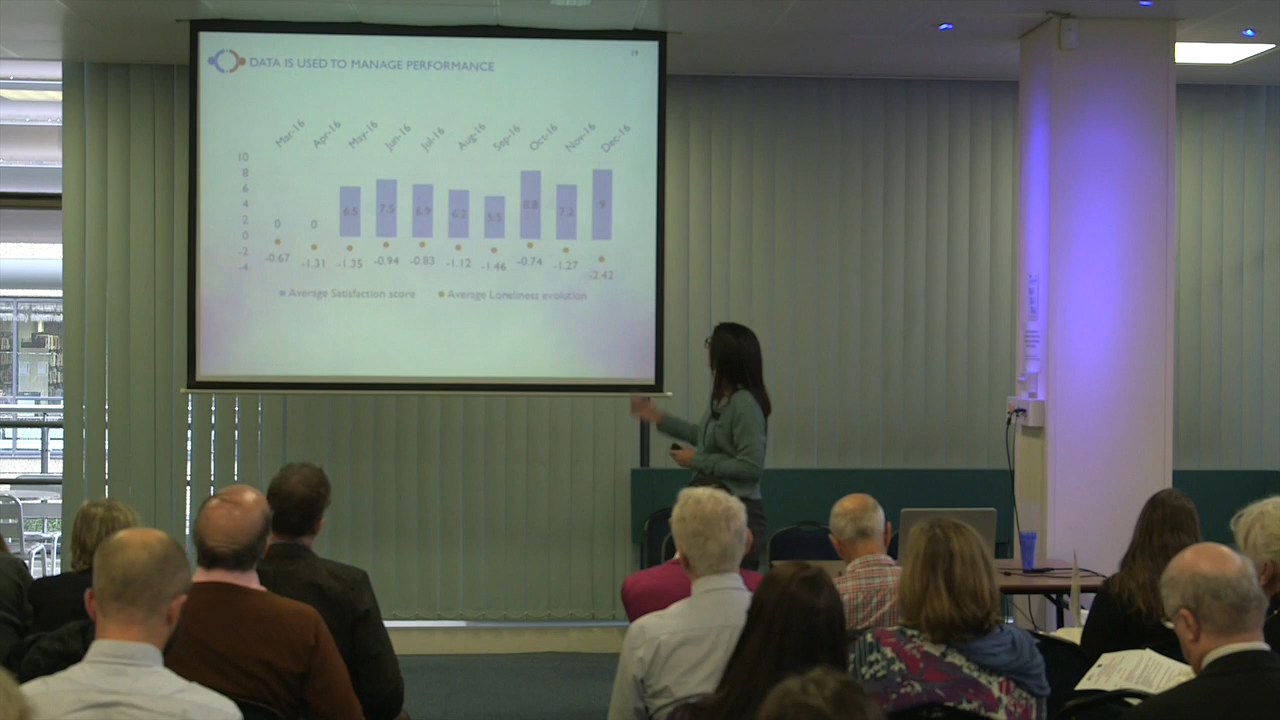 19
DATA IS USED TO MANAGE PERFORMANCE
Mar-16 Apr-16 May-16 Jun-16 Jul-16 Aug-16 Sep-16 Oct-16 Nov-16 Dec-16
10
8
6
4
2
0
-2
-4
0 0 6.5 7.5 6.9 6.2 5.5 8.8 7.2 9
-0.67 -1.31 -1.35 -0.94 -0.83 -1.12 -1.46 -0.74 -1.27 -2.42
Average Satisfaction score Average Loneliness evolution